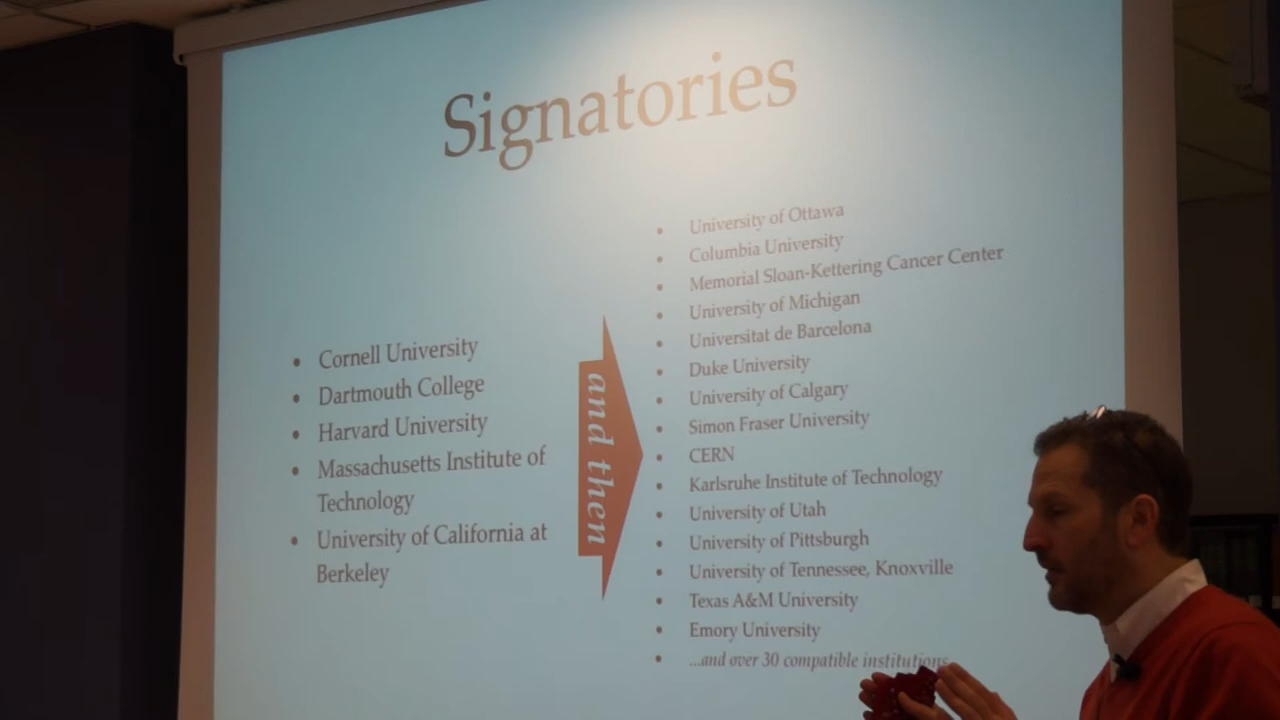 Signatories
Cornell University
Dartmouth College
Harvard University
Massachusetts Institute of
Technology
University of California at
Berkeley
and then
University of Ottawa
Columbia University
Memorial Sloan-Kettering Cancer Center
University of Michigan
Universitat de Barcelona
Duke University
University of Calgary
Simon Fraser University
CERN
Karlsruhe Institute of Technology
University of Utah
University of Pittsburgh
University of Tennessee, Knoxville
Texas A&M University
Emory University
...and over 30 compatible institutions